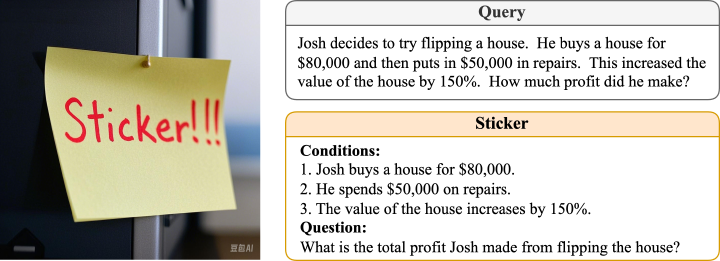 Sticker!!!
豆包AI
Query
Josh decides to try flipping a house.  He buys a house for
$80,000 and then puts in $50,000 in repairs.  This increased the
value of the house by 150%.  How much profit did he make?
Sticker
Conditions:
1. Josh buys a house for $80,000.
2. He spends $50,000 on repairs.
3. The value of the house increases by 150%.
Question:
What is the total profit Josh made from flipping the house?